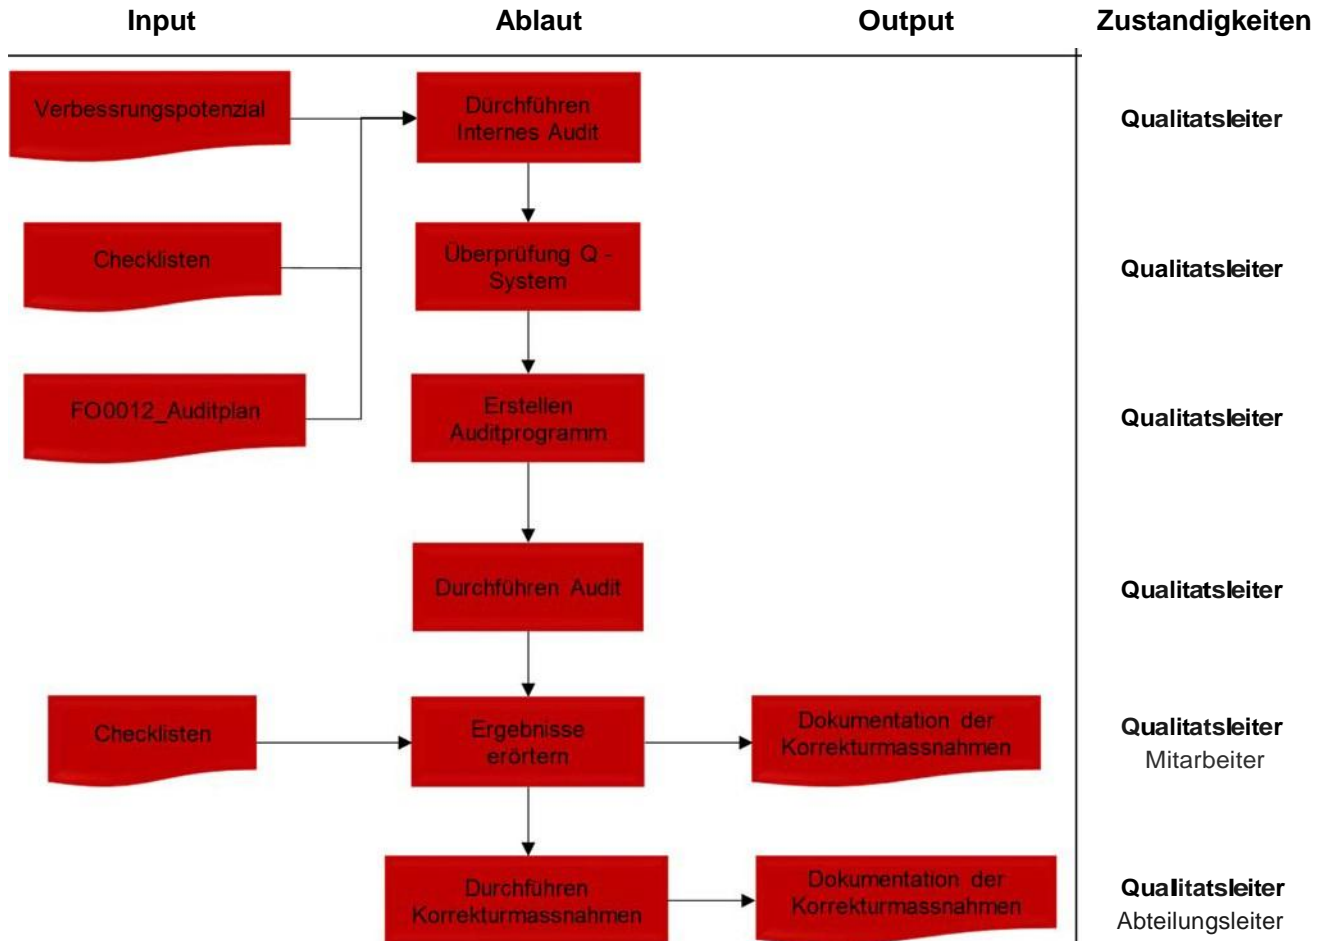 Input
Ablaut
Output
Zustandigkeiten
Verbessrungspotenzial
Durchführen
Internes Audit
Qualitatsleiter
Checklisten
Überprüfung Q -
System
Qualitatsleiter
FO0012_Auditplan
Erstellen
Auditprogramm
Qualitatsleiter
Durchführen Audit
Qualitatsleiter
Checklisten
Ergebnisse
erörtern
Dokumentation der
Korrekturmassnahmen
Qualitatsleiter
Mitarbeiter
Durchführen
Korrekturmassnahmen
Dokumentation der
Korrekturmassnahmen
Qualitatsleiter
Abteilungsleiter